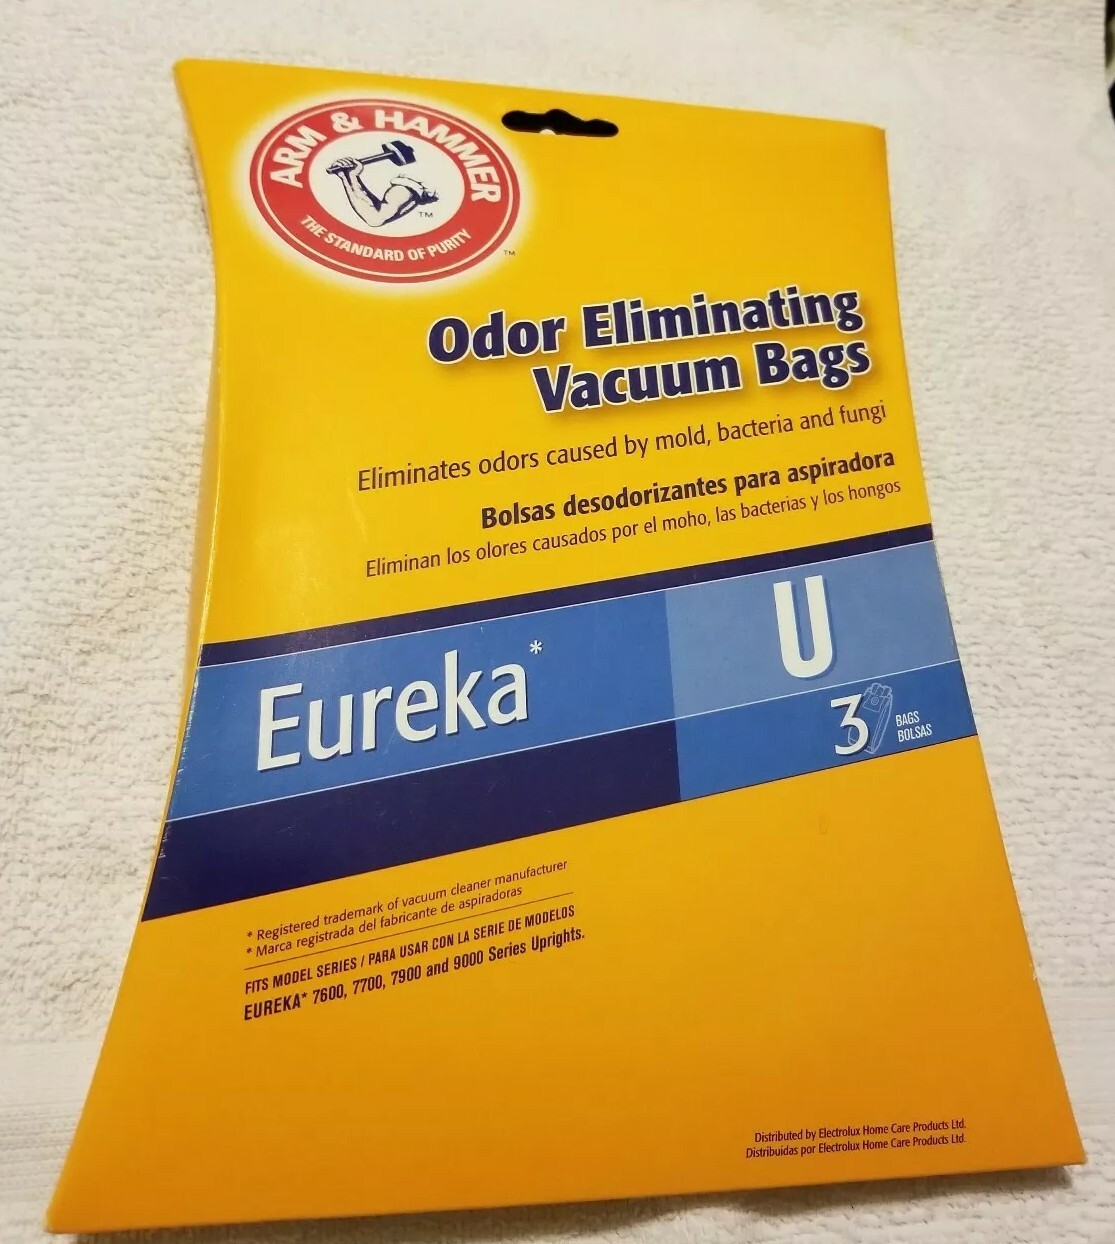 ARM & HAMMER
THE STANDARD OF PURITY
TM
TM
Odor Eliminating
Vacuum Bags
Eliminates odors caused by mold, bacteria and fungi
Bolsas desodorizantes para aspiradora
Eliminan los olores causados por el moho, las bacterias y los hongos
Eureka*
U
3 BAGS
BOLSAS
* Registered trademark of vacuum cleaner manufacturer
* Marca registrada del fabricante de aspiradoras
FITS MODEL SERIES / PARA USAR CON LA SERIE DE MODELOS
EUREKA* 7600, 7700, 7900 and 9000 Series Uprights.
Distributed by Electrolux Home Care Products Ltd.
Distribuidas por Electrolux Home Care Products Ltd.